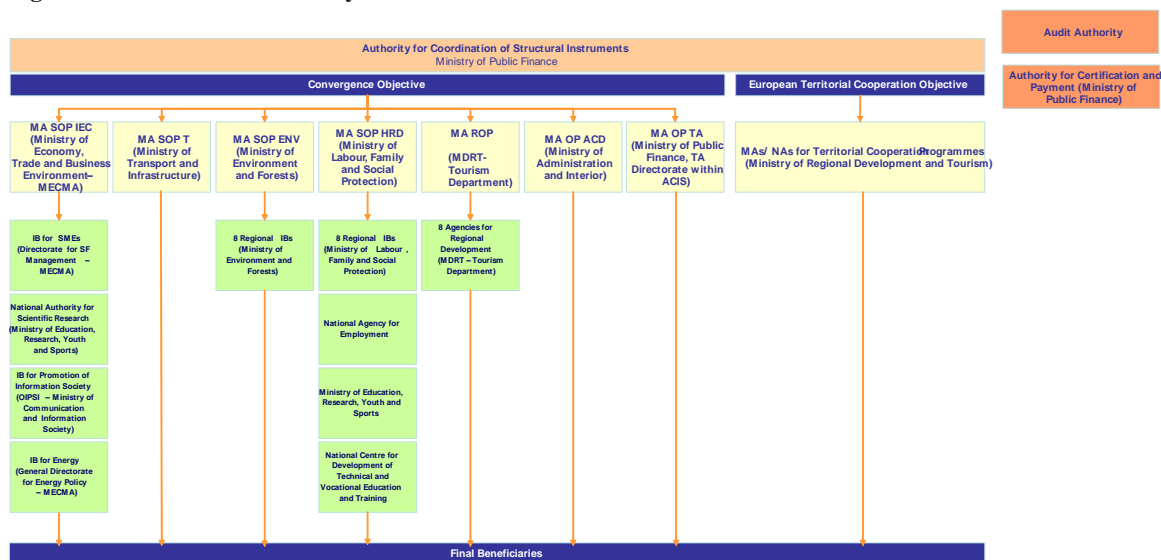 Audit Authority
Authority for Coordination of Structural Instruments
Ministry of Public Finance
Authority for Certification and
Payment (Ministry of
Public Finance)
Convergence Objective
European Territorial Cooperation Objective
MA SOP IEC
(Ministry of
Economy,
Trade and Business
Environment–
MECMA)
MA SOP T
(Ministry of
Transport and
Infrastructure)
MA SOP ENV
(Ministry of
Environment
and Forests)
MA SOP HRD
(Ministry of
Labour, Family
and Social
Protection)
MA ROP
(MDRT-
Tourism
Department)
MA OP ACD
(Ministry of
Administration
and Interior)
MA OP TA
(Ministry of Public
Finance, TA
Directorate within
ACIS)
MAs/ NAs for Territorial Cooperation Programmes
(Ministry of Regional Development and Tourism)
IB for SMEs
(Directorate for SF
Management –
MECMA)
8 Regional IBs
(Ministry of
Environment and
Forests)
8 Regional IBs
(Ministry of Labour ,
Family and Social
Protection)
8 Agencies for
Regional
Development
(MDRT – Tourism
Department)
National Authority for
Scientific Research
(Ministry of Education,
Research, Youth
and Sports)
National Agency for
Employment
IB for Promotion of
Information Society
(OIPSI – Ministry of
Communication
and Information
Society)
Ministry of Education,
Research, Youth and
Sports
IB for Energy
(General Directorate
for Energy Policy
– MECMA)
National Centre for
Development of
Technical and
Vocational Education
and Training
Final Beneficiaries